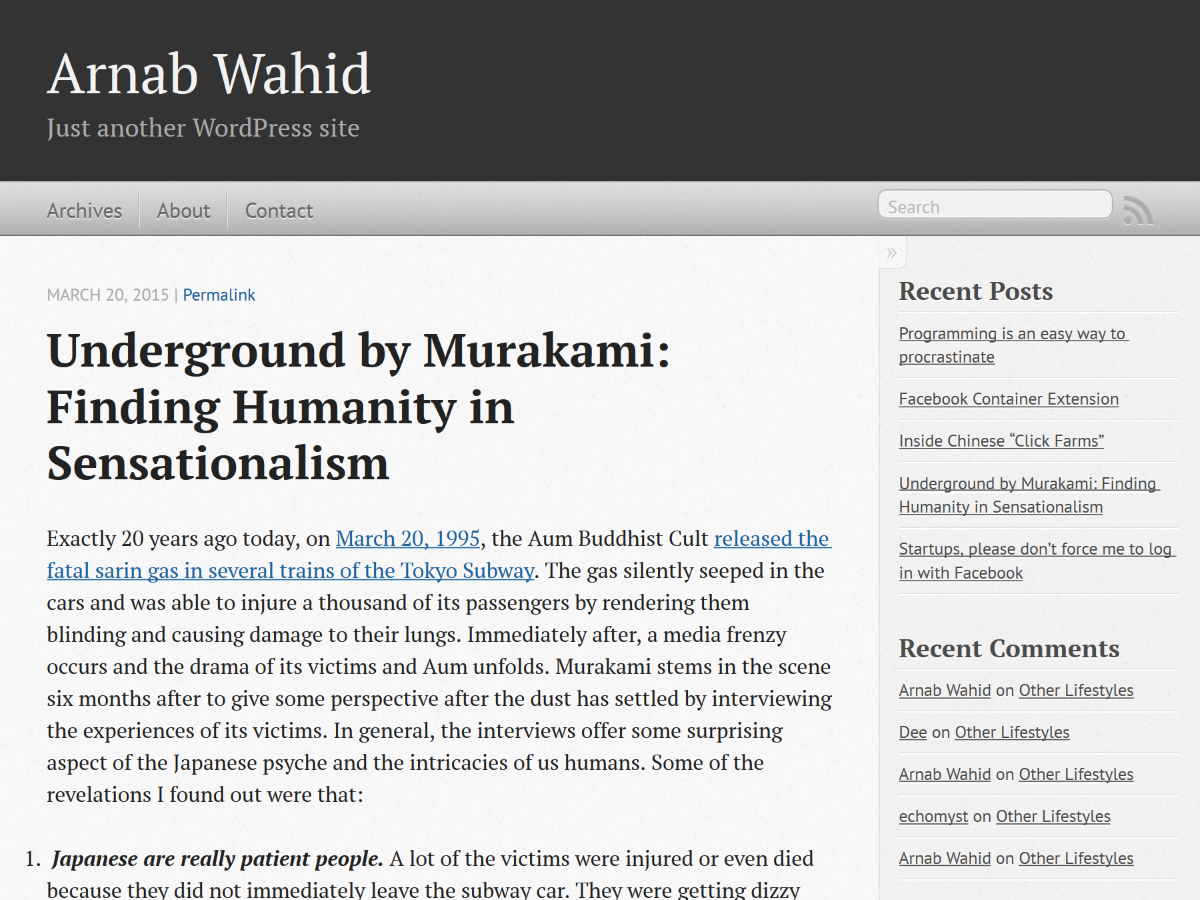 Arnab Wahid
Just another WordPress site
Archives
About
Contact
Search
»
MARCH 20, 2015 | Permalink
Underground by Murakami:
Finding Humanity in
Sensationalism
Exactly 20 years ago today, on March 20, 1995, the Aum Buddhist Cult released the
fatal sarin gas in several trains of the Tokyo Subway. The gas silently seeped in the
cars and was able to injure a thousand of its passengers by rendering them
blinding and causing damage to their lungs. Immediately after, a media frenzy
occurs and the drama of its victims and Aum unfolds. Murakami stems in the scene
six months after to give some perspective after the dust has settled by interviewing
the experiences of its victims. In general, the interviews offer some surprising
aspect of the Japanese psyche and the intricacies of us humans. Some of the
revelations I found out were that:
1. Japanese are really patient people. A lot of the victims were injured or even died
because they did not immediately leave the subway car. They were getting dizzy
Recent Posts
Programming is an easy way to
procrastinate
Facebook Container Extension
Inside Chinese “Click Farms”
Underground by Murakami: Finding
Humanity in Sensationalism
Startups, please don’t force me to log
in with Facebook
Recent Comments
Arnab Wahid on Other Lifestyles
Dee on Other Lifestyles
Arnab Wahid on Other Lifestyles
echomyst on Other Lifestyles
Arnab Wahid on Other Lifestyles